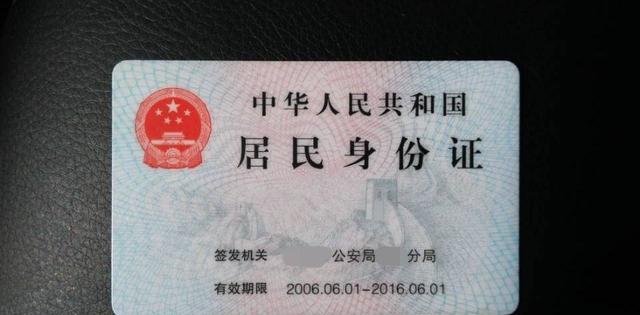 中华人民共和国
居民身份证
签发机关 公安局 分局
有效期限 2006.06.01-2016.06.01